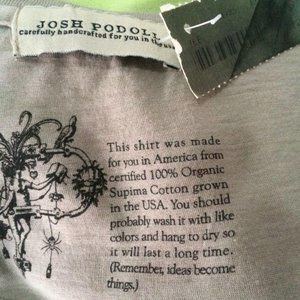 JOSH PODOLL
Carefully handcrafted for you in the
This shirt was made
for you in America from
certified 100% Organic
Supima Cotton grown
in the USA. You should
probably wash it with like
colors and hang to dry so
it will last a long time.
(Remember, ideas become
things.)